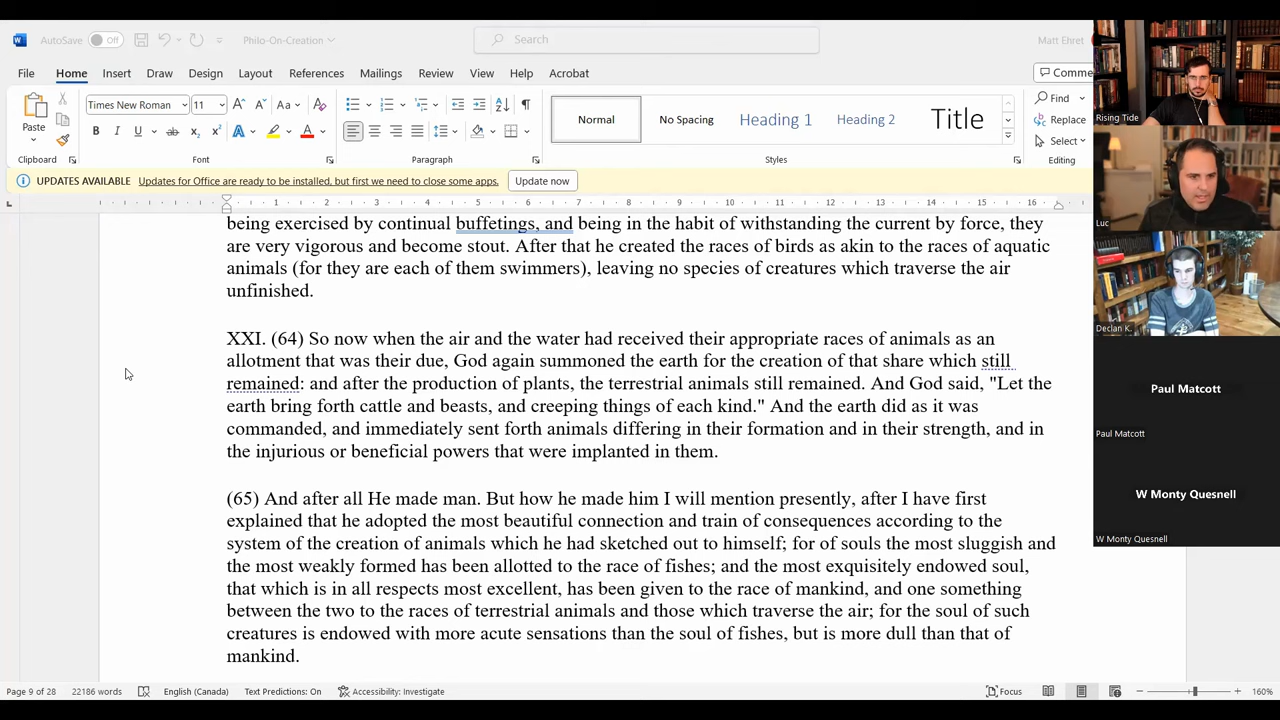 AutoSave Off Philo-On-Creation Search Matt Ehret
File Home Insert Draw Design Layout References Mailings Review View Help Acrobat Comme
Paste Times New Roman 11 Aa Normal No Spacing Heading 1 Heading 2 Title Find
B I U ab x₂ x² A A Replace
Select
Clipboard Font Paragraph Styles Editing
UPDATES AVAILABLE Updates for Office are ready to be installed, but first we need to close some apps. Update now
1 2 3 4 5 6 7
being exercised by continual buffetings, and being in the habit of withstanding the current by force, they
are very vigorous and become stout. After that he created the races of birds as akin to the races of aquatic
animals (for they are each of them swimmers), leaving no species of creatures which traverse the air
unfinished.
XXI. (64) So now when the air and the water had received their appropriate races of animals as an
allotment that was their due, God again summoned the earth for the creation of that share which still
remained: and after the production of plants, the terrestrial animals still remained. And God said, "Let the
earth bring forth cattle and beasts, and creeping things of each kind." And the earth did as it was
commanded, and immediately sent forth animals differing in their formation and in their strength, and in
the injurious or beneficial powers that were implanted in them.
(65) And after all He made man. But how he made him I will mention presently, after I have first
explained that he adopted the most beautiful connection and train of consequences according to the
system of the creation of animals which he had sketched out to himself; for of souls the most sluggish and
the most weakly formed has been allotted to the race of fishes; and the most exquisitely endowed soul,
that which is in all respects most excellent, has been given to the race of mankind, and one something
between the two to the races of terrestrial animals and those which traverse the air; for the soul of such
creatures is endowed with more acute sensations than the soul of fishes, but is more dull than that of
mankind.
Page 9 of 28 22186 words English (Canada) Text Predictions: On Accessibility: Investigate Focus 160%
Rising Tide
Luc
Declan K.
Paul Matcott
Paul Matcott
W Monty Quesnell
W Monty Quesnell